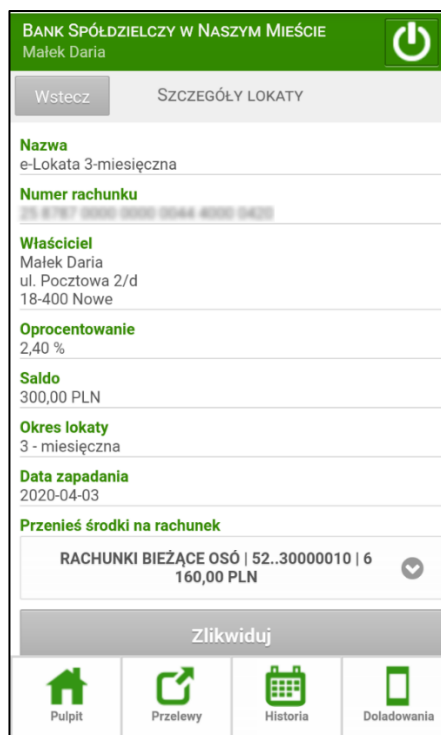 Bank Spółdzielczy w Naszym Mieście
Małek Daria
Wstecz
Szczegóły lokaty
Nazwa
e-Lokata 3-miesięczna
Numer rachunku
Właściciel
Małek Daria
ul. Pocztowa 2/d
18-400 Nowe
Oprocentowanie
2,40 %
Saldo
300,00 PLN
Okres lokaty
3 - miesięczna
Data zapadania
2020-04-03
Przenieś środki na rachunek
RACHUNKI BIEŻĄCE OSÓ | 52..30000010 | 6
160,00 PLN
Zlikwiduj
Pulpit
Przelewy
Historia
Doladowania